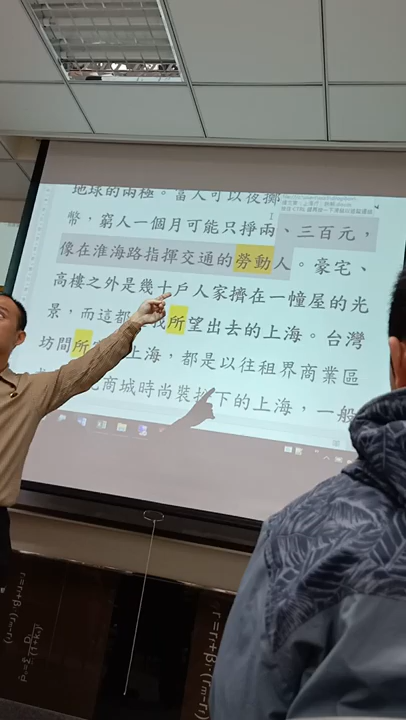 地球的兩極。富人可以夜擲
幣，窮人一個月可能只掙兩、三百元，
像在淮海路指揮交通的勞動人。豪宅、
高樓之外是幾十戶人家擠在一幢屋的光
景，而這都 我所望出去的上海。台灣
坊間所 上海，都是以往租界商業區
商城時尚裝 下的上海，一般
r=r+β·(rm-r)
r=rf+β·(rm-r